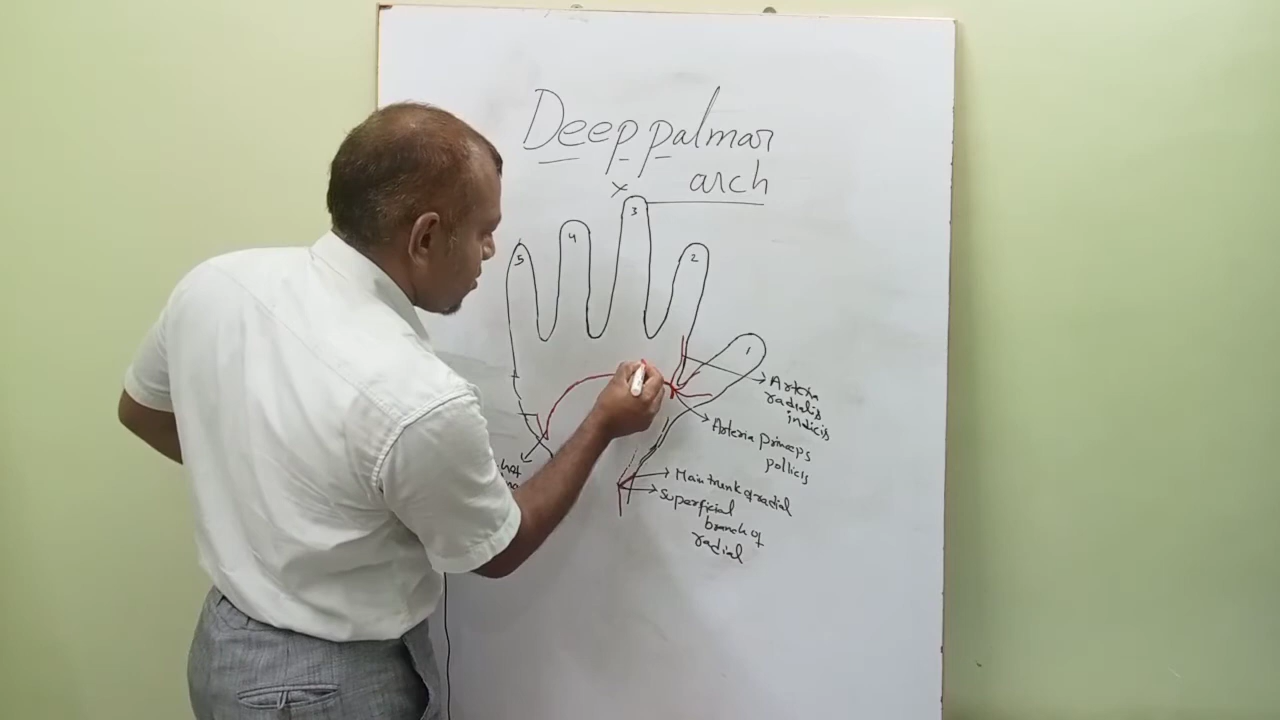 Deep palmar
arch
x
3
4
5
2
1
Arteria
radialis
indicis
Arteria princeps
pollicis
Main trunk of radial
Superficial
branch of
radial